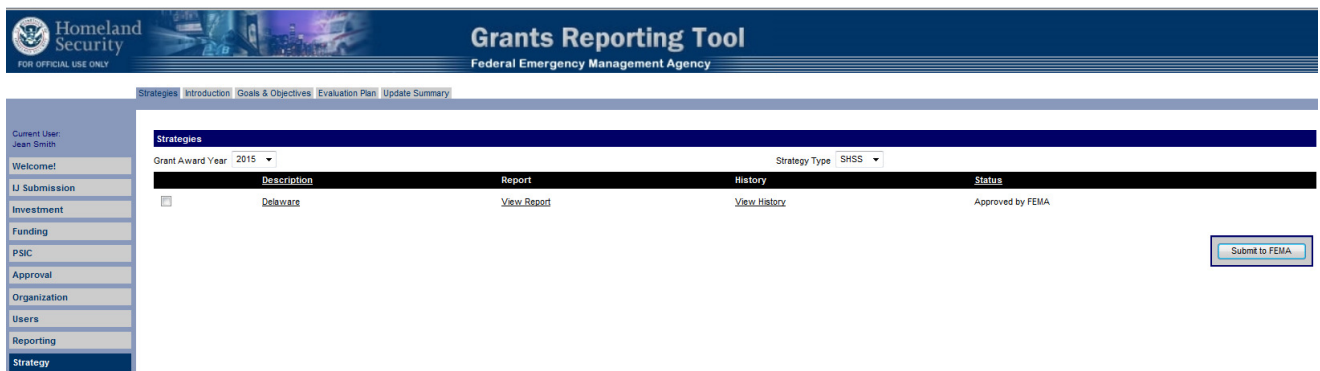 Homeland
Security
FOR OFFICIAL USE ONLY
Grants Reporting Tool
Federal Emergency Management Agency
Strategies Introduction Goals & Objectives Evaluation Plan Update Summary
Current User:
Jean Smith
Welcome!
IJ Submission
Investment
Funding
PSIC
Approval
Organization
Users
Reporting
Strategy
Strategies
Grant Award Year 2015 Strategy Type SHSS
Description Report History Status
Delaware View Report View History Approved by FEMA
Submit to FEMA